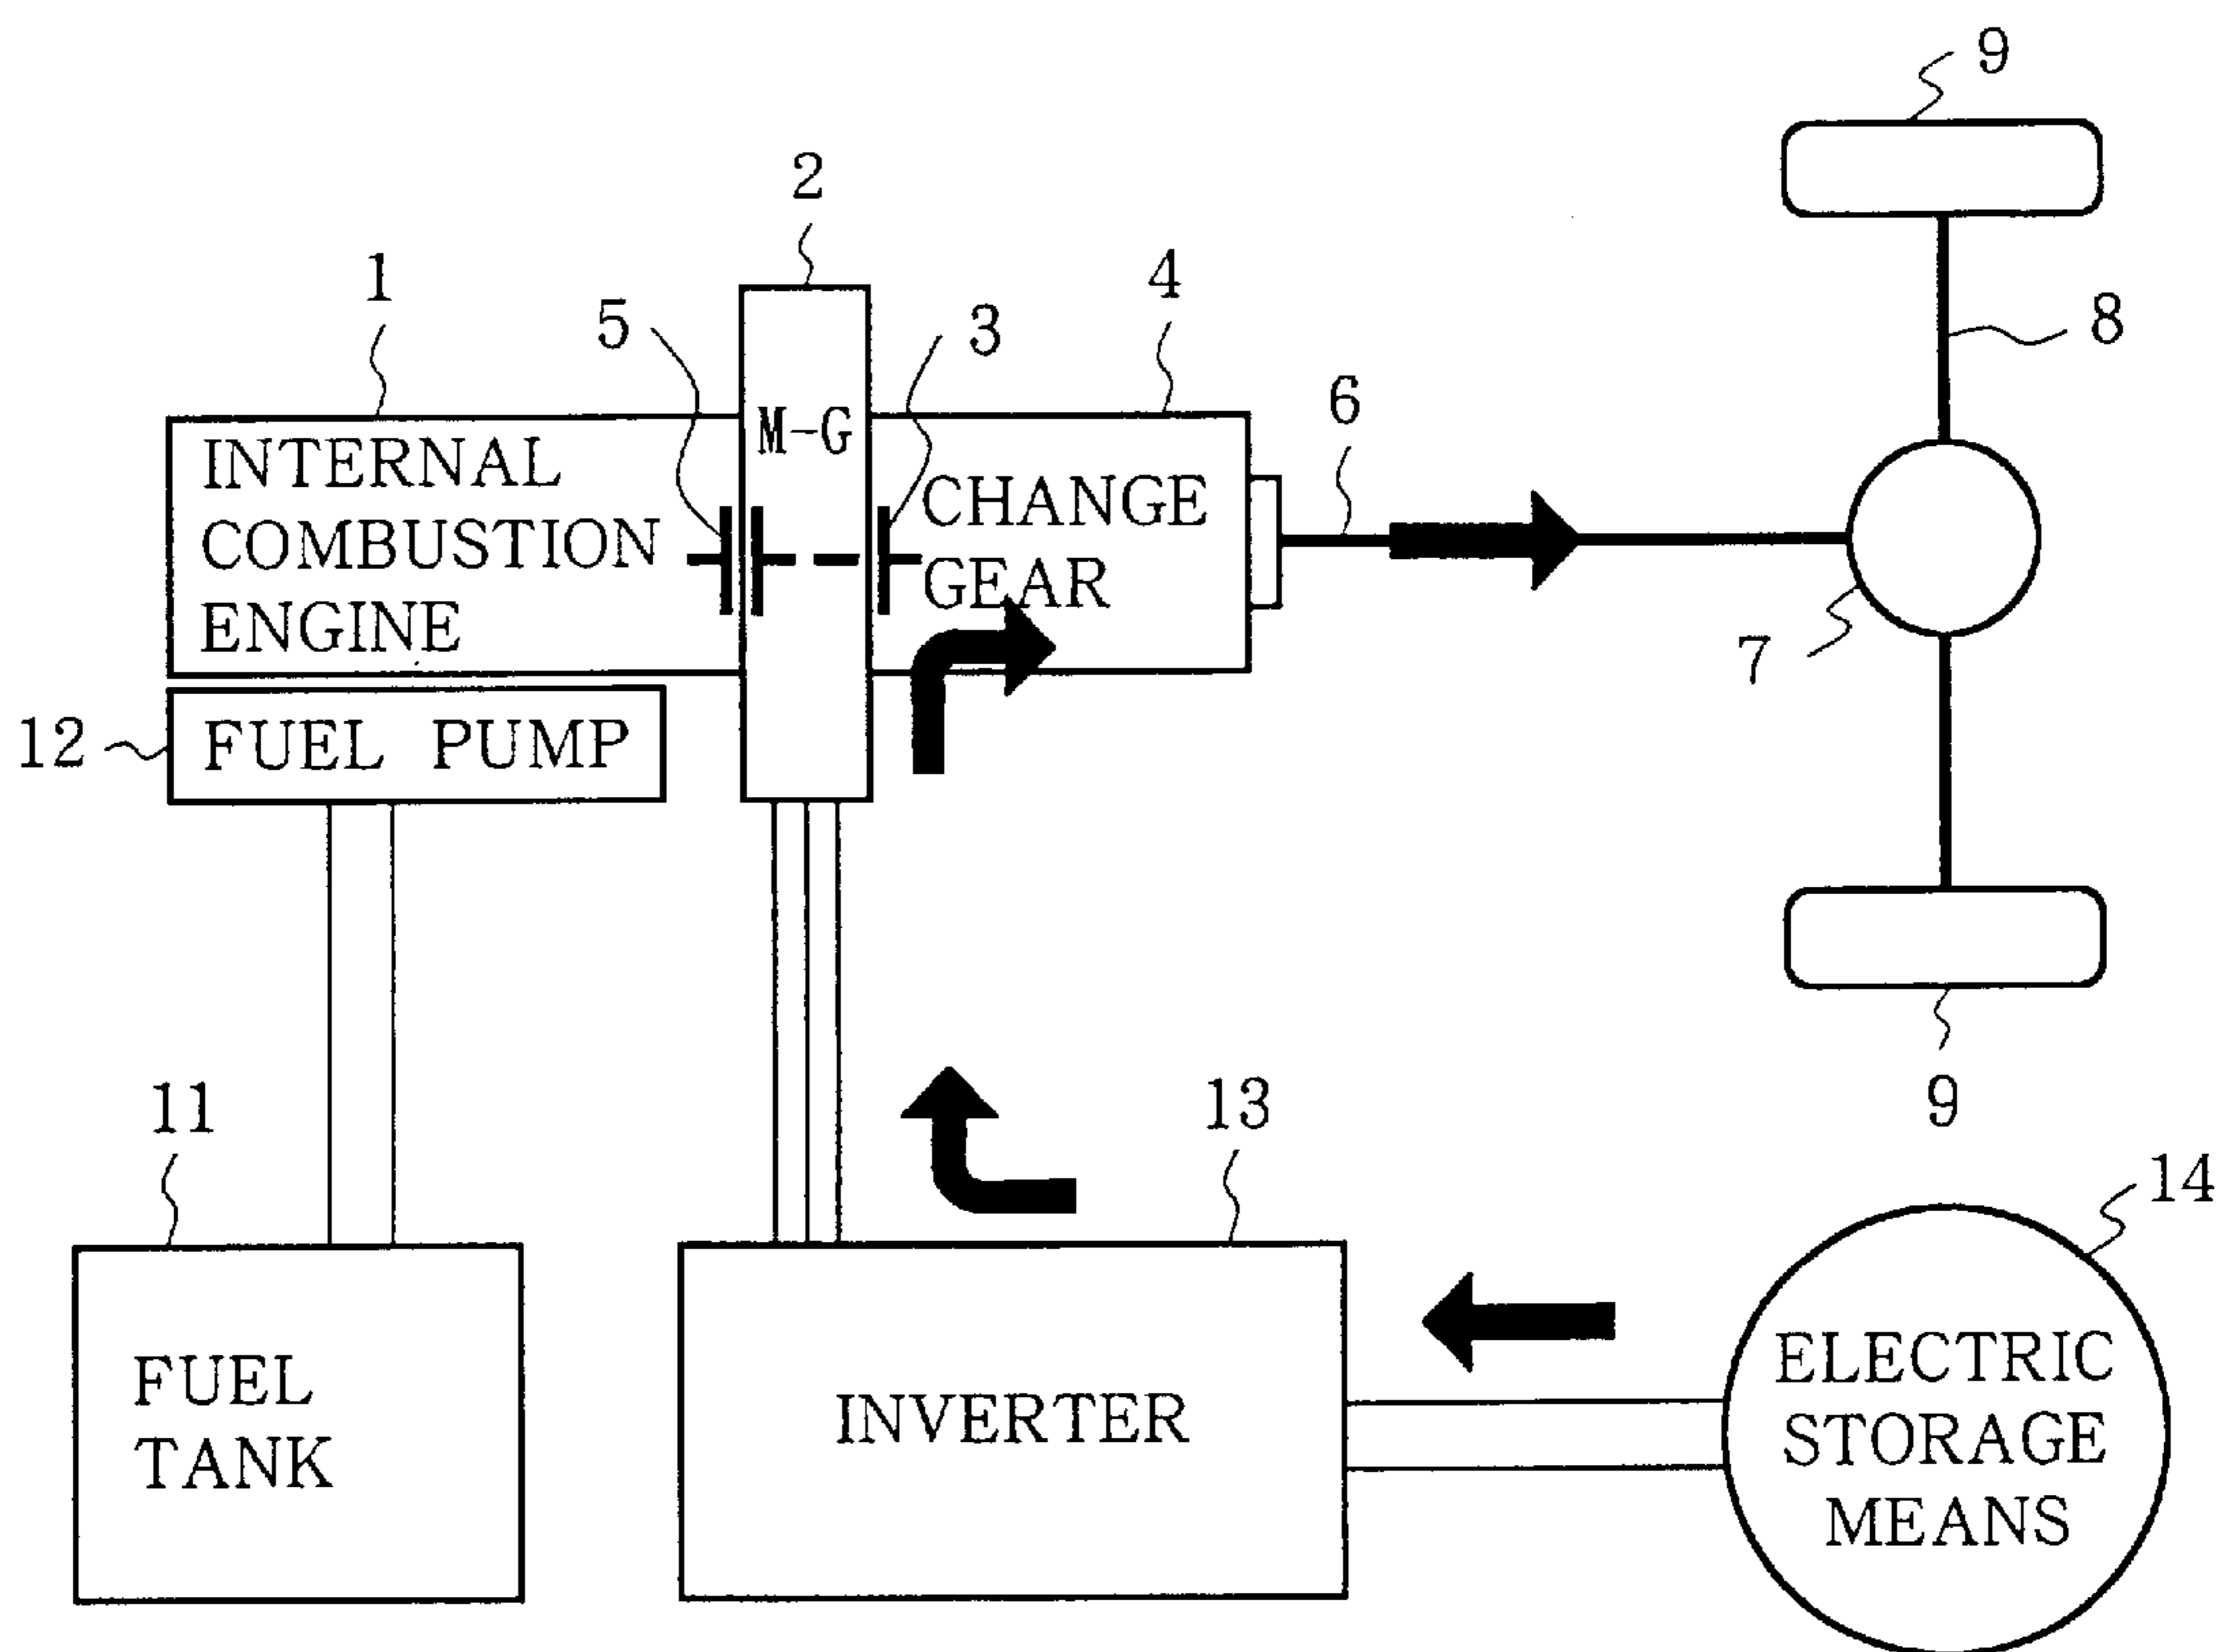 9
2
1
5
3
4
6
8
M-G
INTERNAL
COMBUSTION
ENGINE
CHANGE
GEAR
7
12
FUEL PUMP
11
13
9
14
FUEL
TANK
INVERTER
ELECTRIC
STORAGE
MEANS